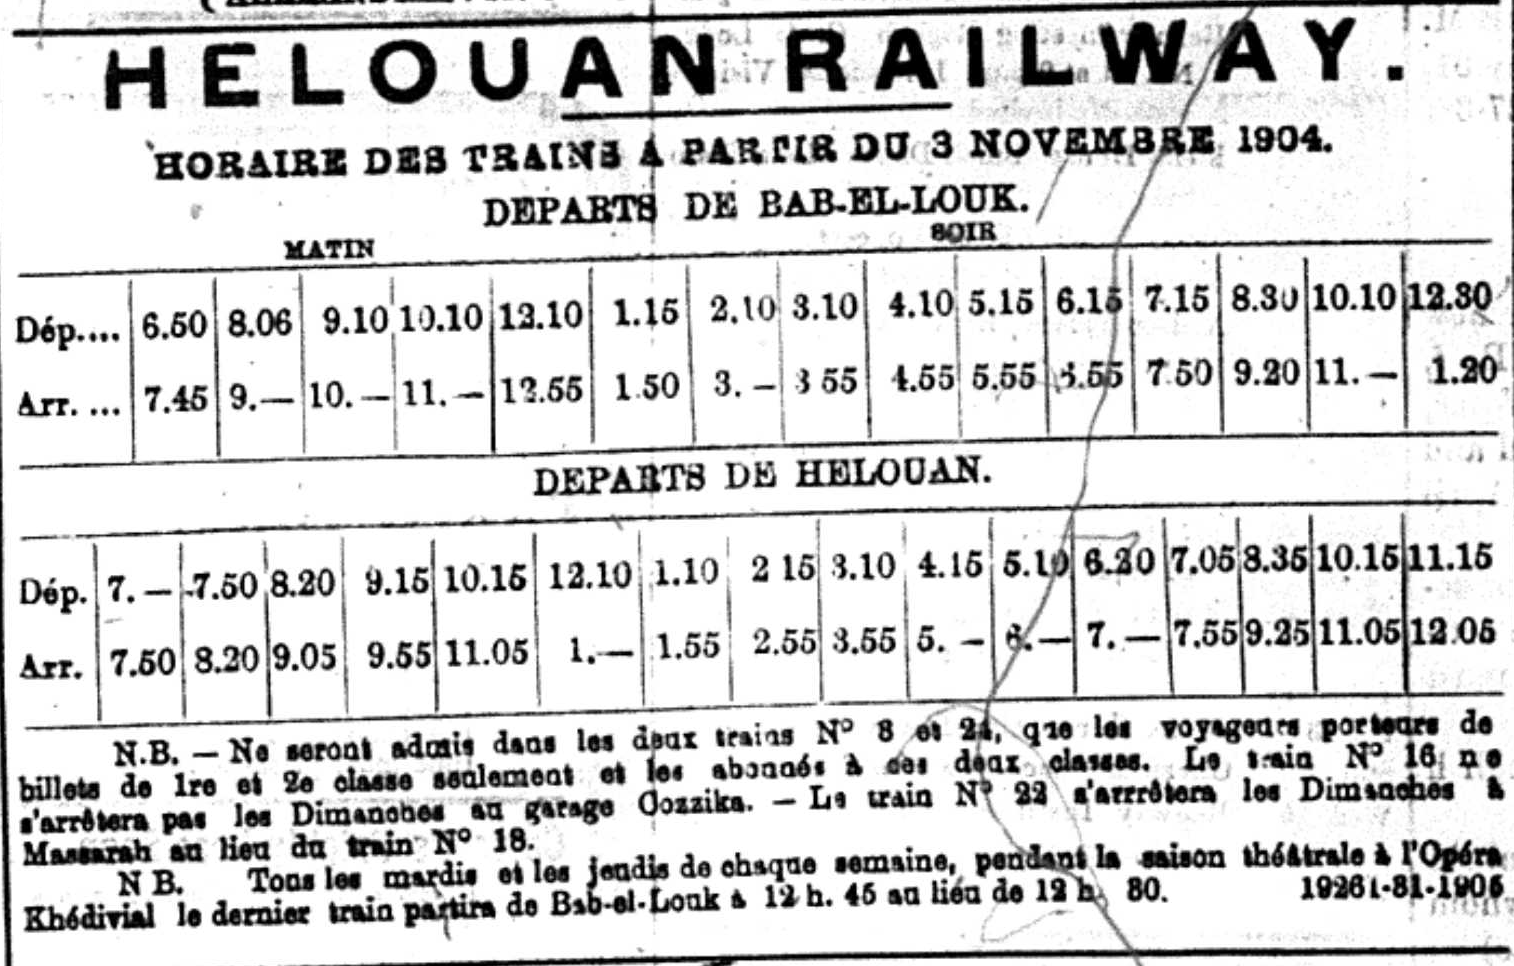 HELOUAN RAILWAY.
HORAIRE DES TRAINS A PARTIR DU 3 NOVEMBRE 1904.
DEPARTS DE BAB-EL-LOUK.
MATIN SOIR
Dép.... 6.50 8.06 9.10 10.10 12.10 1.15 2.10 3.10 4.10 5.15 6.15 7.15 8.30 10.10 12.30
Arr. ... 7.45 9.— 10. — 11. — 12.55 1.50 3. – 3 55 4.55 5.55 6.55 7.50 9.20 11. — 1.20
DEPARTS DE HELOUAN.
Dép. 7. — 7.50 8.20 9.15 10.15 12.10 1.10 2 15 3.10 4.15 5.10 6.20 7.05 8.35 10.15 11.15
Arr. 7.50 8.20 9.05 9.55 11.05 1.— 1.55 2.55 3.55 5. – 6.— 7. — 7.55 9.25 11.05 12.05
N.B. — Ne seront admis dans les deux trains N° 8 et 24, que les voyageurs porteurs de
billets de 1re et 2e classe seulement et les abonnés à ces deux classes. Le train N° 16 ne
s'arrêtera pas les Dimanches au garage Cozzika. — Le train N° 22 s'arrrêtera les Dimanches à
Massarah au lieu du train N° 18.
N B. Tous les mardis et les jeudis de chaque semaine, pendant la saison théâtrale à l'Opéra
Khédivial le dernier train partira de Bab-el-Louk à 12 h. 45 au lieu de 12 h. 30. 19261-31-1905